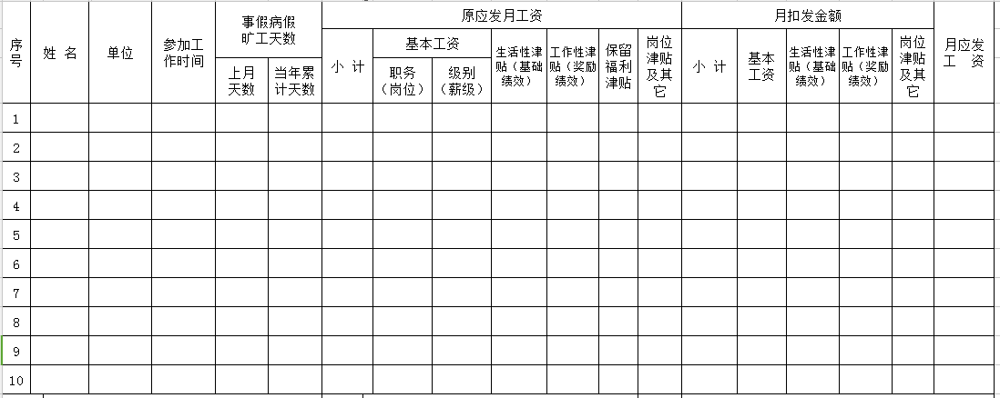 序
号
姓 名
单位
参加工
作时间
事假病假
旷工天数
上月
天数
当年累
计天数
原应发月工资
小 计
基本工资
职务
（岗位）
级别
（薪级）
生活性津
贴（基础
绩效）
工作性津
贴（奖励
绩效）
保留
福利
津贴
岗位
津贴
及其
它
月扣发金额
小 计
基本
工资
生活性津
贴（基础
绩效）
工作性津
贴（奖励
绩效）
岗位
津贴
及其
它
月应发
工 资
1
2
3
4
5
6
7
8
9
10